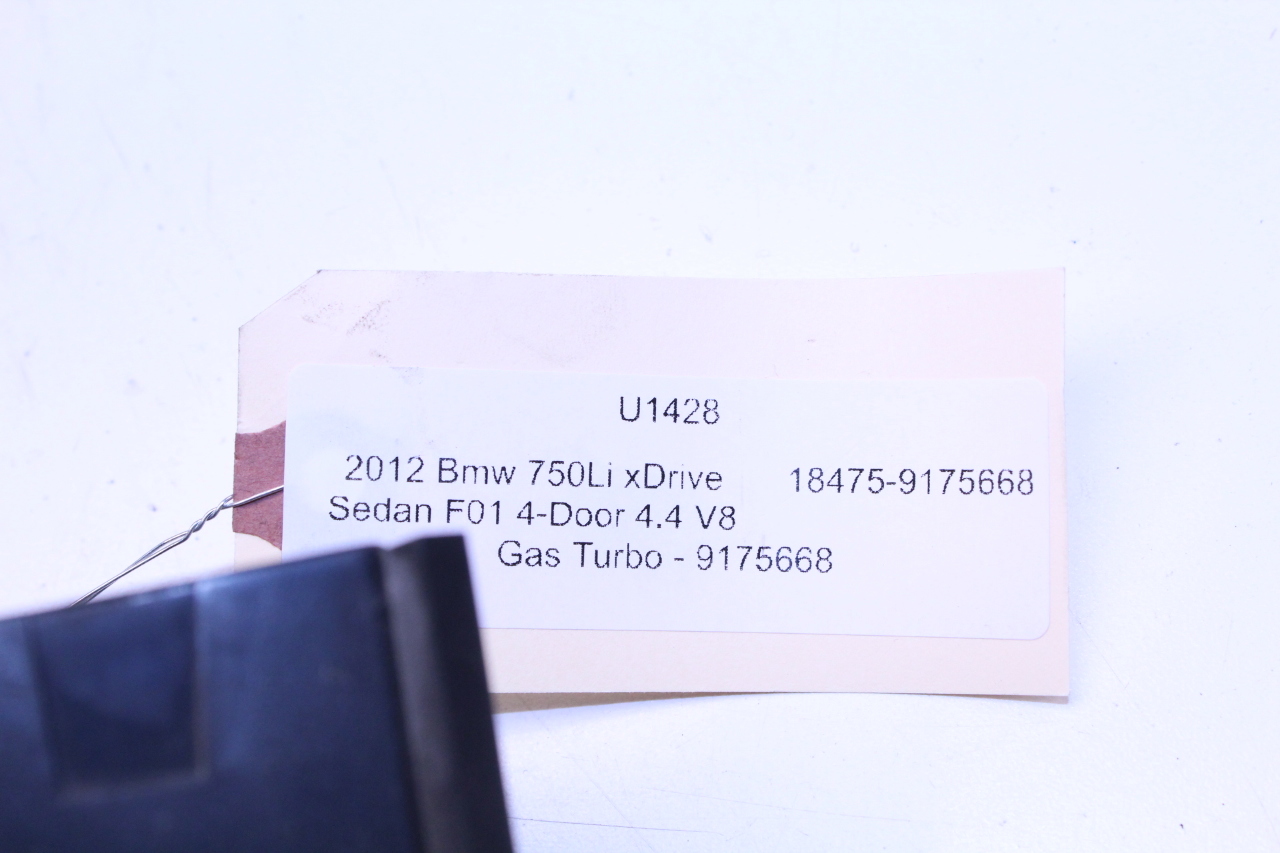 U1428
2012 Bmw 750Li xDrive 18475-9175668
Sedan F01 4-Door 4.4 V8
Gas Turbo - 9175668